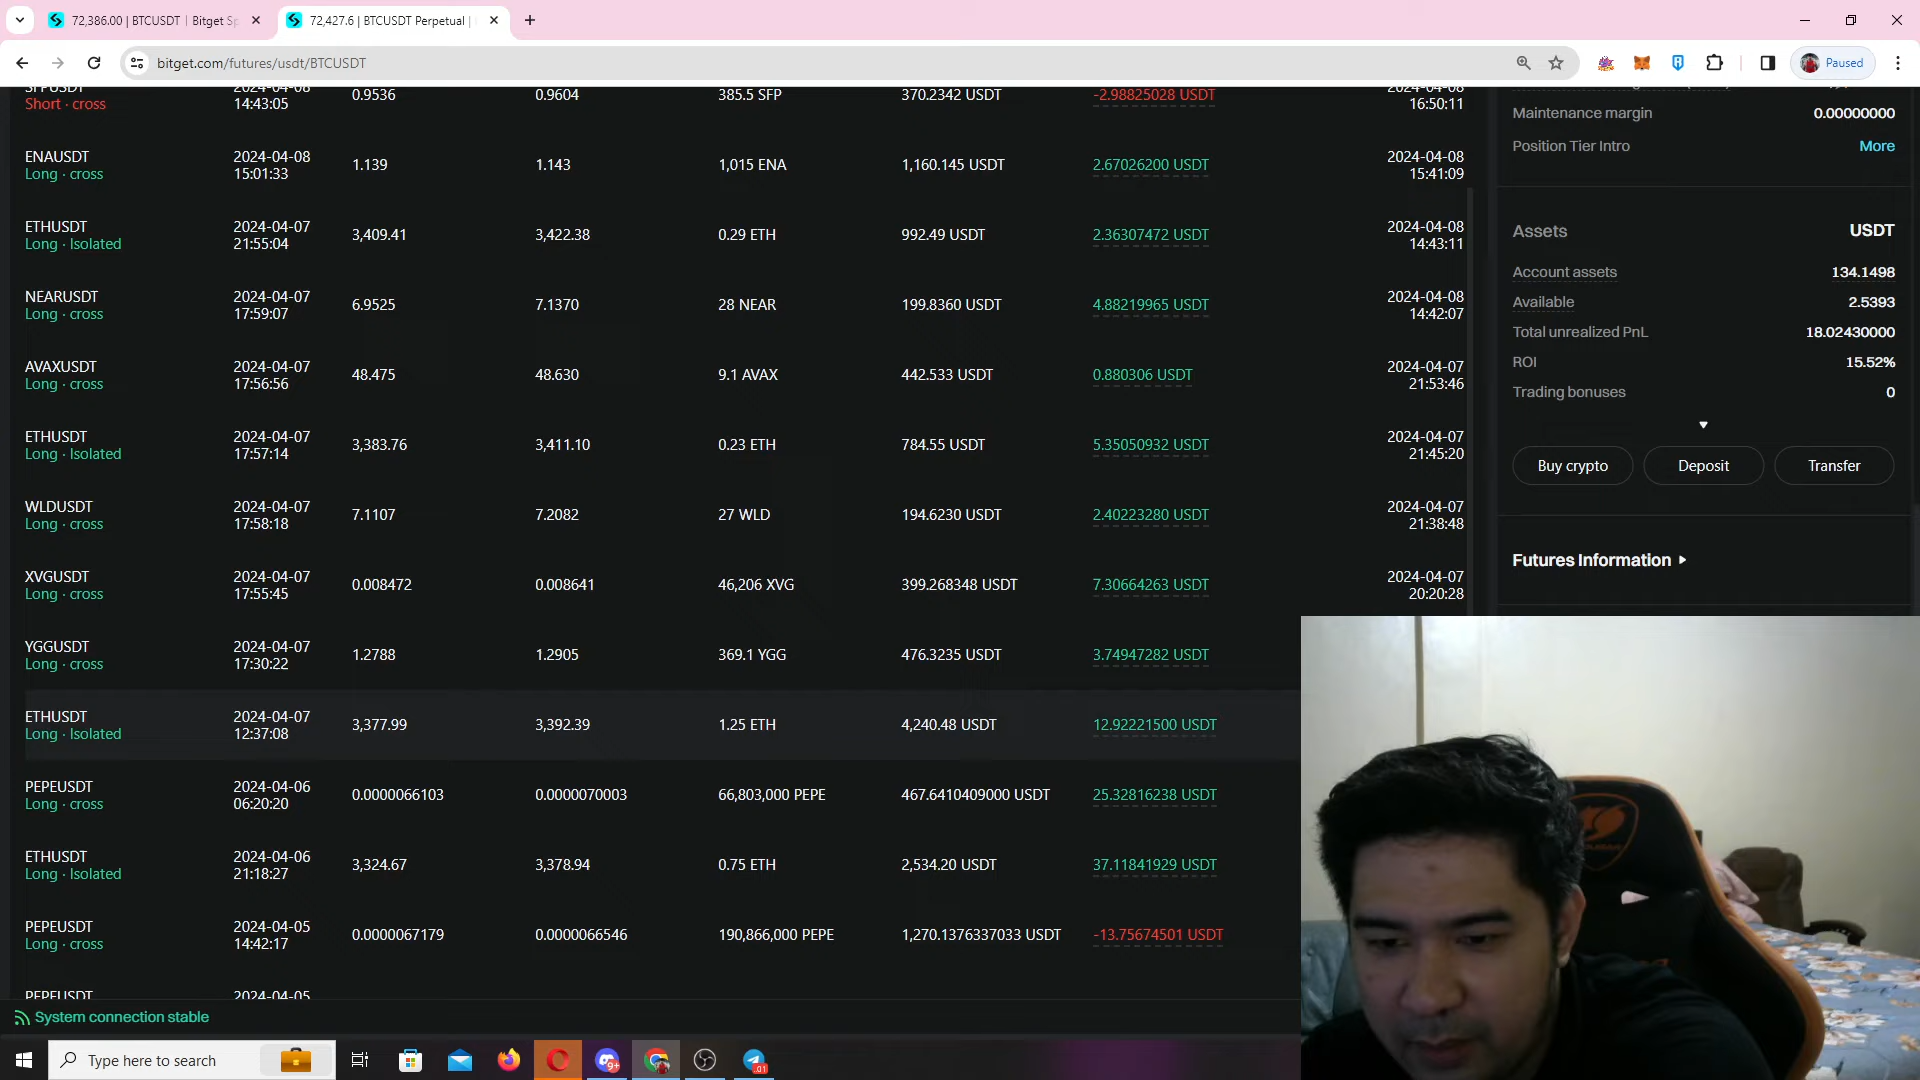 72,386.00 | BTCUSDT | Bitget Sp
72,427.6 | BTCUSDT Perpetual |
bitget.com/futures/usdt/BTCUSDT
Paused
SFPUSDT 2024-04-08
Short · cross 14:43:05 0.9536 0.9604 385.5 SFP 370.2342 USDT -2.98825028 USDT 2024-04-08 16:50:11
ENAUSDT 2024-04-08 1.139 1.143 1,015 ENA 1,160.145 USDT 2.67026200 USDT 2024-04-08
Long · cross 15:01:33 15:41:09
ETHUSDT 2024-04-07 3,409.41 3,422.38 0.29 ETH 992.49 USDT 2.36307472 USDT 2024-04-08
Long · Isolated 21:55:04 14:43:11
NEARUSDT 2024-04-07 6.9525 7.1370 28 NEAR 199.8360 USDT 4.88219965 USDT 2024-04-08
Long · cross 17:59:07 14:42:07
AVAXUSDT 2024-04-07 48.475 48.630 9.1 AVAX 442.533 USDT 0.880306 USDT 2024-04-07
Long · cross 17:56:56 21:53:46
ETHUSDT 2024-04-07 3,383.76 3,411.10 0.23 ETH 784.55 USDT 5.35050932 USDT 2024-04-07
Long · Isolated 17:57:14 21:45:20
WLDUSDT 2024-04-07 7.1107 7.2082 27 WLD 194.6230 USDT 2.40223280 USDT 2024-04-07
Long · cross 17:58:18 21:38:48
XVGUSDT 2024-04-07 0.008472 0.008641 46,206 XVG 399.268348 USDT 7.30664263 USDT 2024-04-07
Long · cross 17:55:45 20:20:28
YGGUSDT 2024-04-07 1.2788 1.2905 369.1 YGG 476.3235 USDT 3.74947282 USDT
Long · cross 17:30:22
ETHUSDT 2024-04-07 3,377.99 3,392.39 1.25 ETH 4,240.48 USDT 12.92221500 USDT
Long · Isolated 12:37:08
PEPEUSDT 2024-04-06 0.0000066103 0.0000070003 66,803,000 PEPE 467.6410409000 USDT 25.32816238 USDT
Long · cross 06:20:20
ETHUSDT 2024-04-06 3,324.67 3,378.94 0.75 ETH 2,534.20 USDT 37.11841929 USDT
Long · Isolated 21:18:27
PEPEUSDT 2024-04-05 0.0000067179 0.0000066546 190,866,000 PEPE 1,270.1376337033 USDT -13.75674501 USDT
Long · cross 14:42:17
PEPEUSDT 2024-04-05
Maintenance margin 0.00000000
Position Tier Intro More
Assets USDT
Account assets 134.1498
Available 2.5393
Total unrealized PnL 18.02430000
ROI 15.52%
Trading bonuses 0
Buy crypto Deposit Transfer
Futures Information
System connection stable
Type here to search
9+
.01